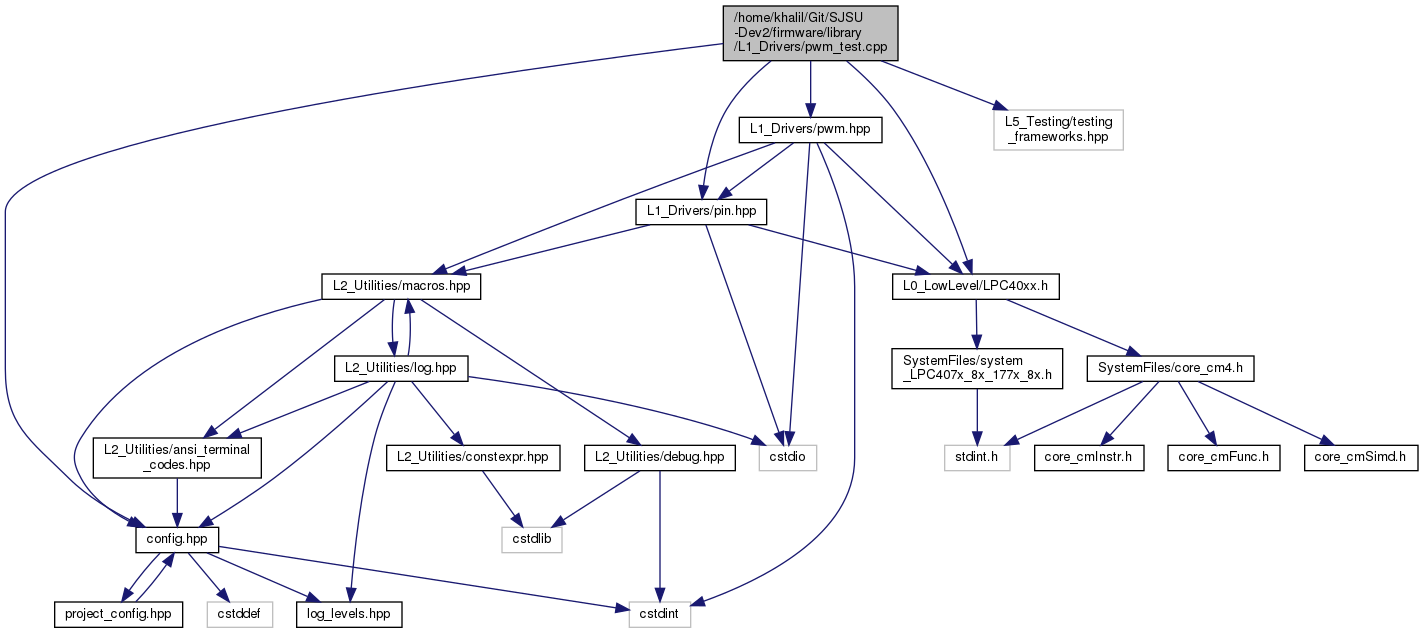 /home/khalil/Git/SJSU
-Dev2/firmware/library
/L1_Drivers/pwm_test.cpp
L1_Drivers/pwm.hpp
L5_Testing/testing
_frameworks.hpp
L1_Drivers/pin.hpp
L2_Utilities/macros.hpp
L0_LowLevel/LPC40xx.h
L2_Utilities/log.hpp
SystemFiles/system
_LPC407x_8x_177x_8x.h
SystemFiles/core_cm4.h
L2_Utilities/ansi_terminal
_codes.hpp
L2_Utilities/constexpr.hpp
L2_Utilities/debug.hpp
cstdio
stdint.h
core_cmInstr.h
core_cmFunc.h
core_cmSimd.h
config.hpp
cstdlib
project_config.hpp
cstddef
log_levels.hpp
cstdint